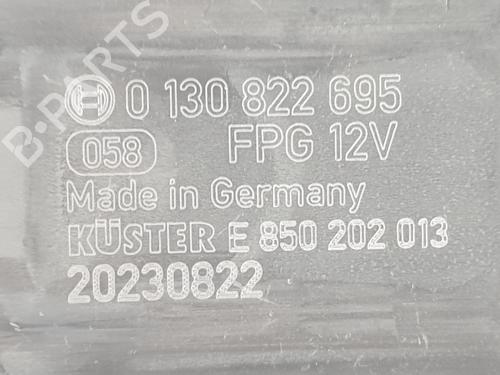 B-PARTS
0 130 822 695
058 FPG 12V
Made in Germany
KÜSTER E 850 202 013
20230822